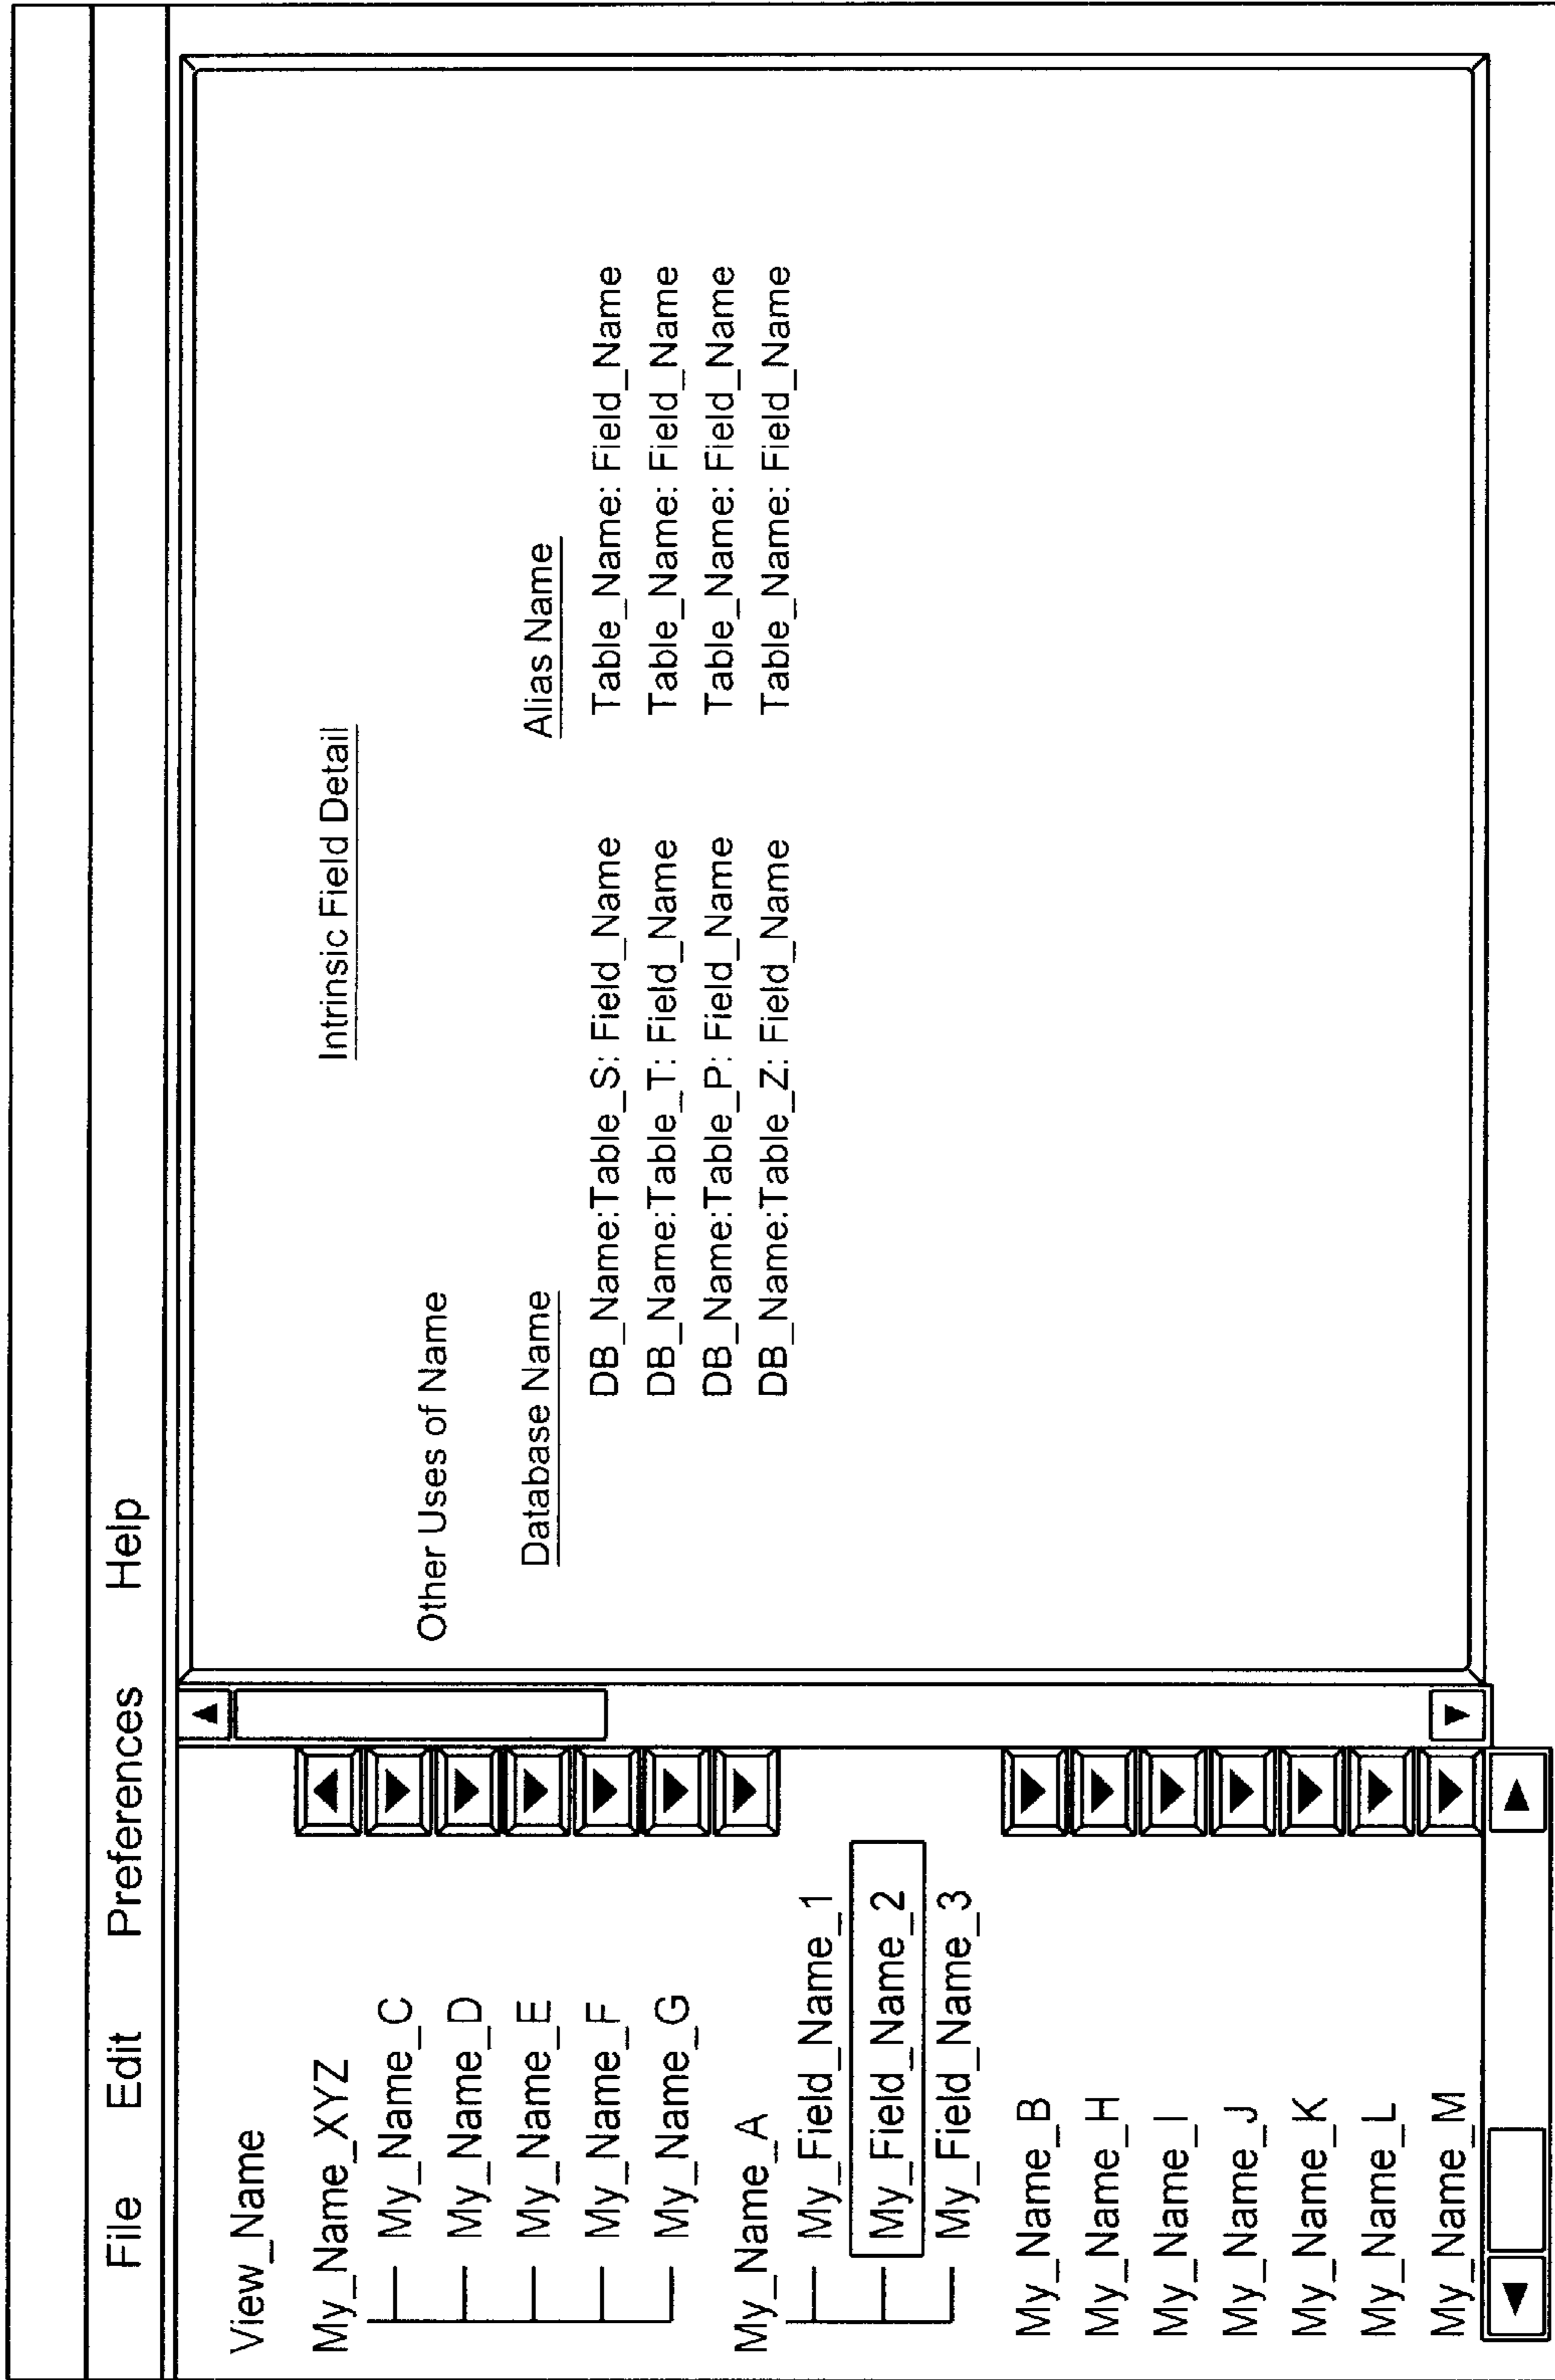 File Edit Preferences Help
View_Name
My_Name_XYZ
My_Name_C
My_Name_D
My_Name_E
My_Name_F
My_Name_G
My_Name_A
My_Field_Name_1
My_Field_Name_2
My_Field_Name_3
My_Name_B
My_Name_H
My_Name_I
My_Name_J
My_Name_K
My_Name_L
My_Name_M
Intrinsic Field Detail
Other Uses of Name
Database Name Alias Name
DB_Name:Table_S: Field_Name Table_Name: Field_Name
DB_Name:Table_T: Field_Name Table_Name: Field_Name
DB_Name:Table_P: Field_Name Table_Name: Field_Name
DB_Name:Table_Z: Field_Name Table_Name: Field_Name